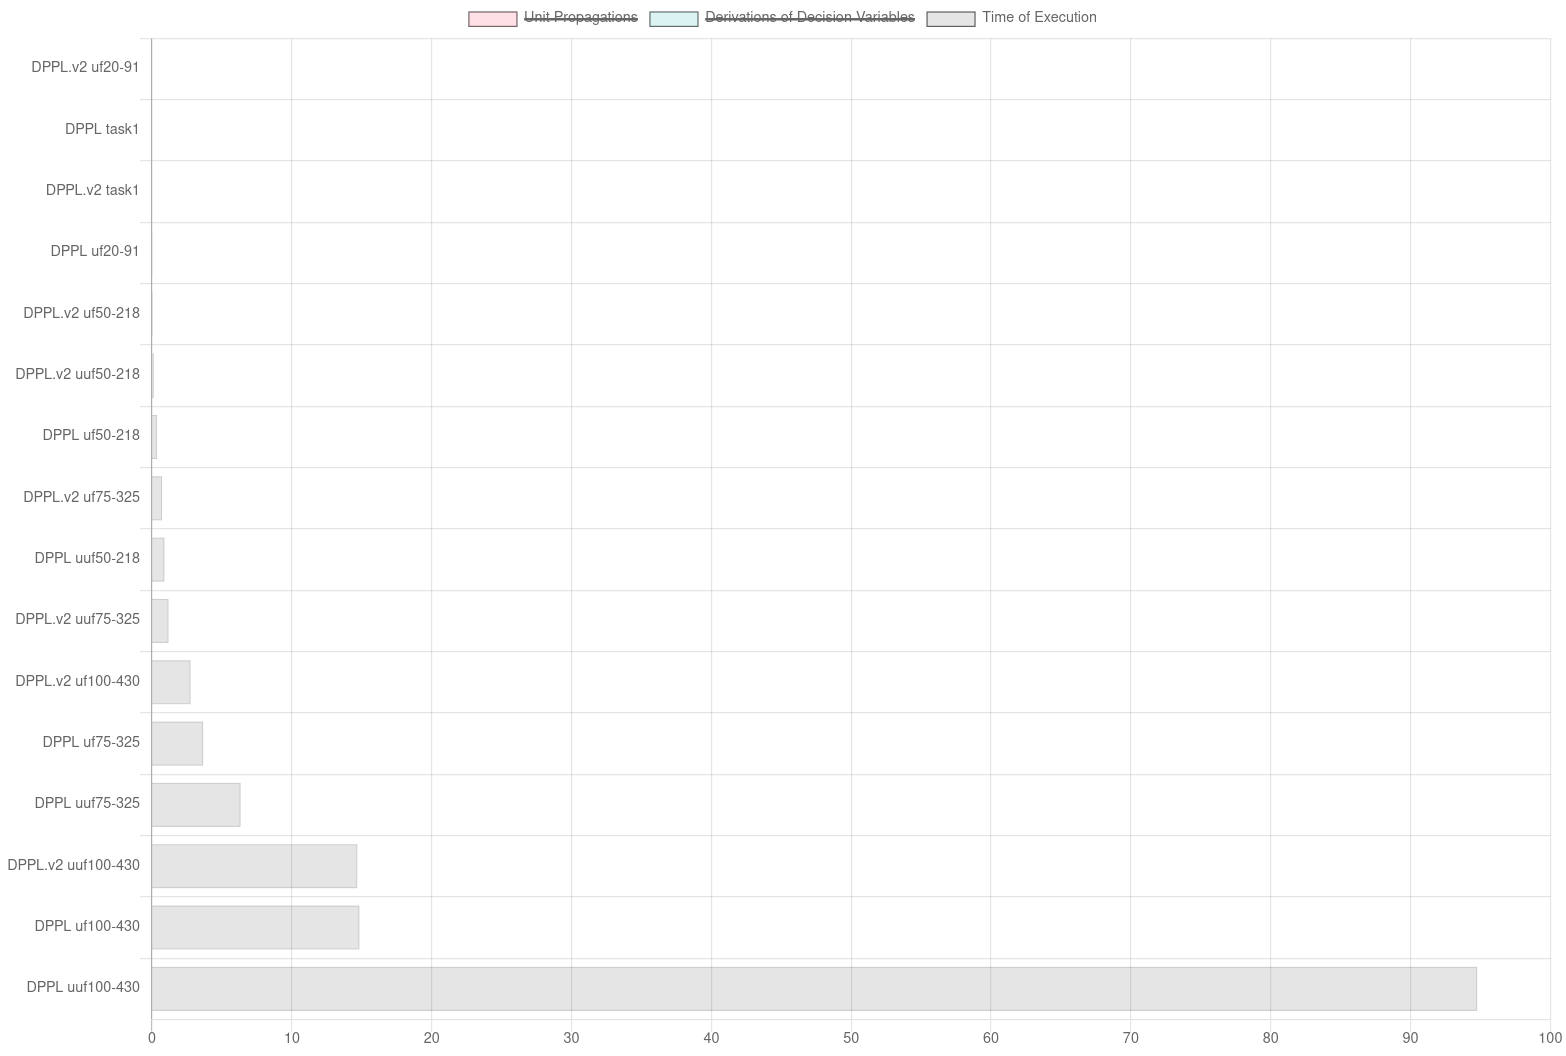 Unit Propagations Derivations of Decision Variables Time of Execution
DPPL.v2 uf20-91
DPPL task1
DPPL.v2 task1
DPPL uf20-91
DPPL.v2 uf50-218
DPPL.v2 uuf50-218
DPPL uf50-218
DPPL.v2 uf75-325
DPPL uuf50-218
DPPL.v2 uuf75-325
DPPL.v2 uf100-430
DPPL uf75-325
DPPL uuf75-325
DPPL.v2 uuf100-430
DPPL uf100-430
DPPL uuf100-430
0 10 20 30 40 50 60 70 80 90 100